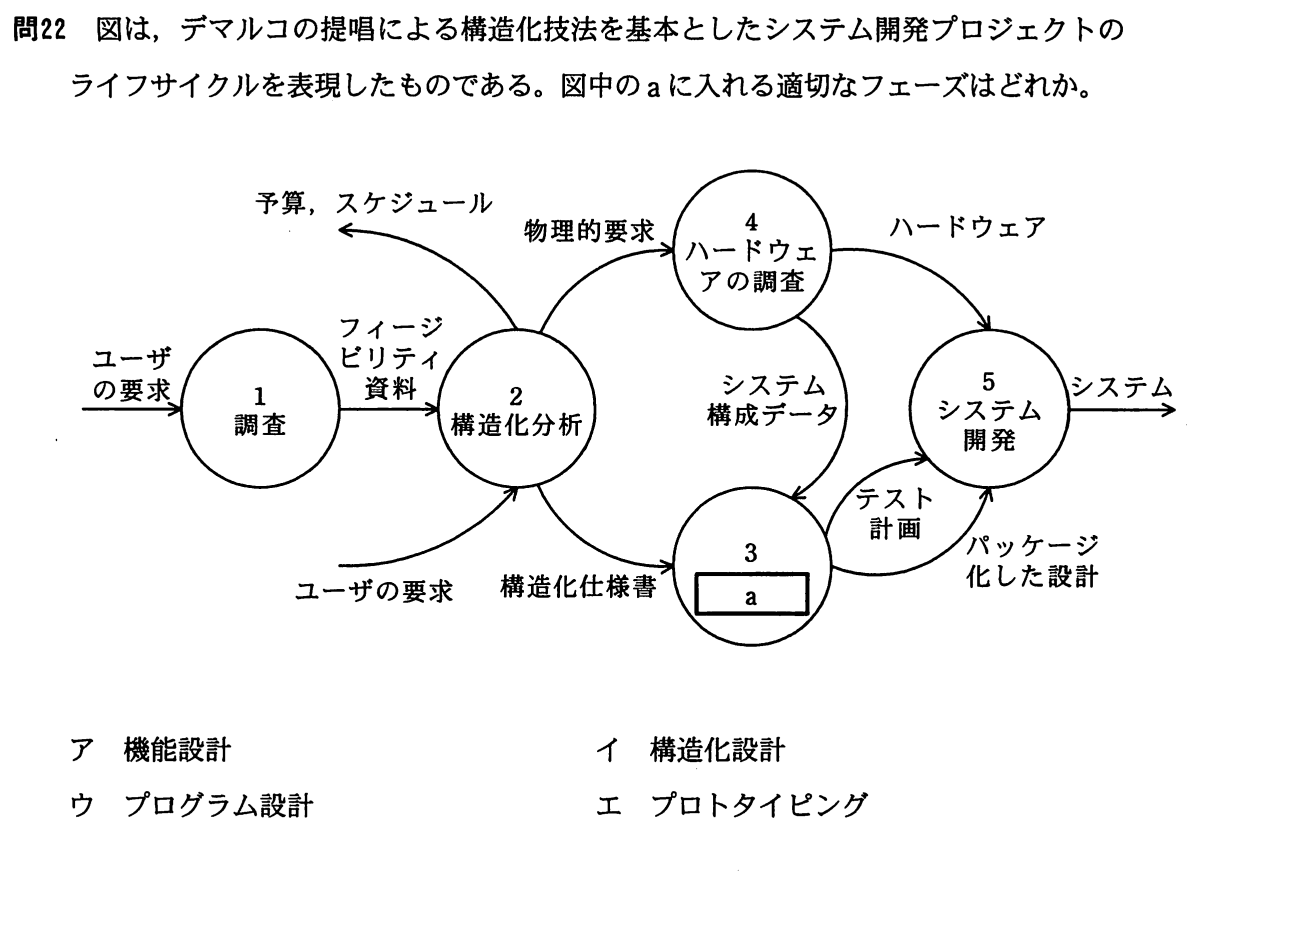 問22 図は，デマルコの提唱による構造化技法を基本としたシステム開発プロジェクトの
ライフサイクルを表現したものである。図中のaに入れる適切なフェーズはどれか。
予算，スケジュール
物理的要求
4
ハードウェ
アの調査
ハードウェア
ユーザ
の要求
1
調査
フィージ
ビリティ
資料
2
構造化分析
システム
構成データ
5
システム
開発
システム
ユーザの要求
構造化仕様書
3
a
テスト
計画
パッケージ
化した設計
ア 機能設計
イ 構造化設計
ウ プログラム設計
エ プロトタイピング